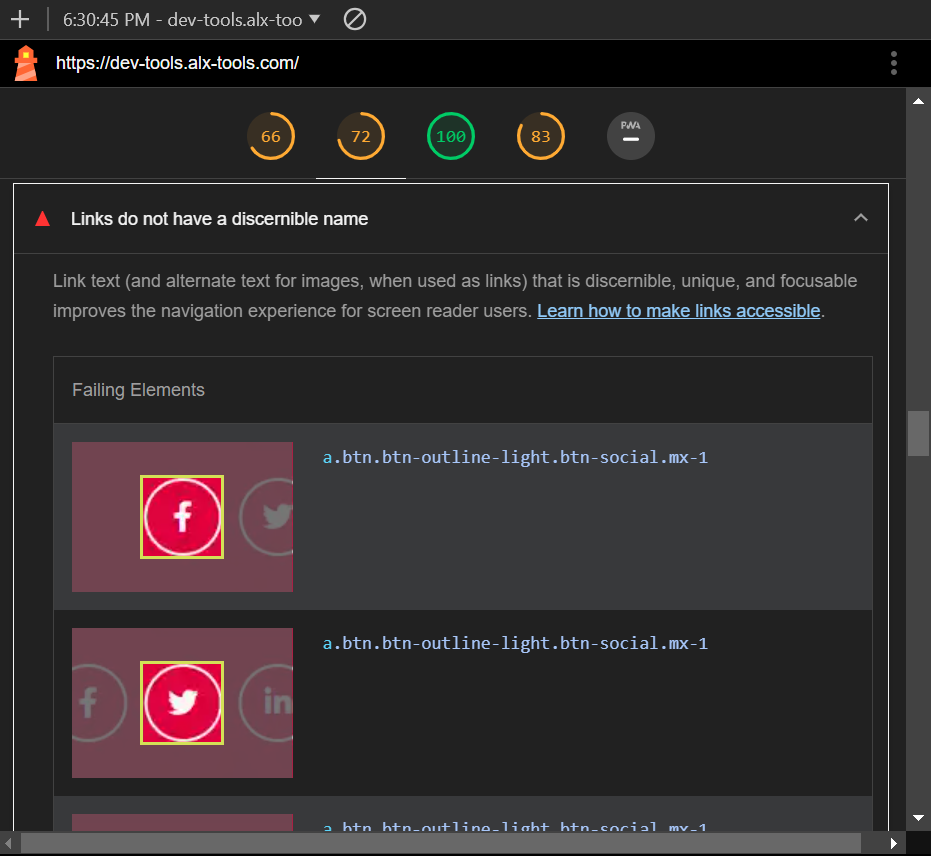 6:30:45 PM - dev-tools.alx-too
https://dev-tools.alx-tools.com/
66
72
100
83
PWA
Links do not have a discernible name
Link text (and alternate text for images, when used as links) that is discernible, unique, and focusable
improves the navigation experience for screen reader users. Learn how to make links accessible.
Failing Elements
a.btn.btn-outline-light.btn-social.mx-1
f
a.btn.btn-outline-light.btn-social.mx-1
f
in
a.btn.btn-outline-light.btn-social.mx-1